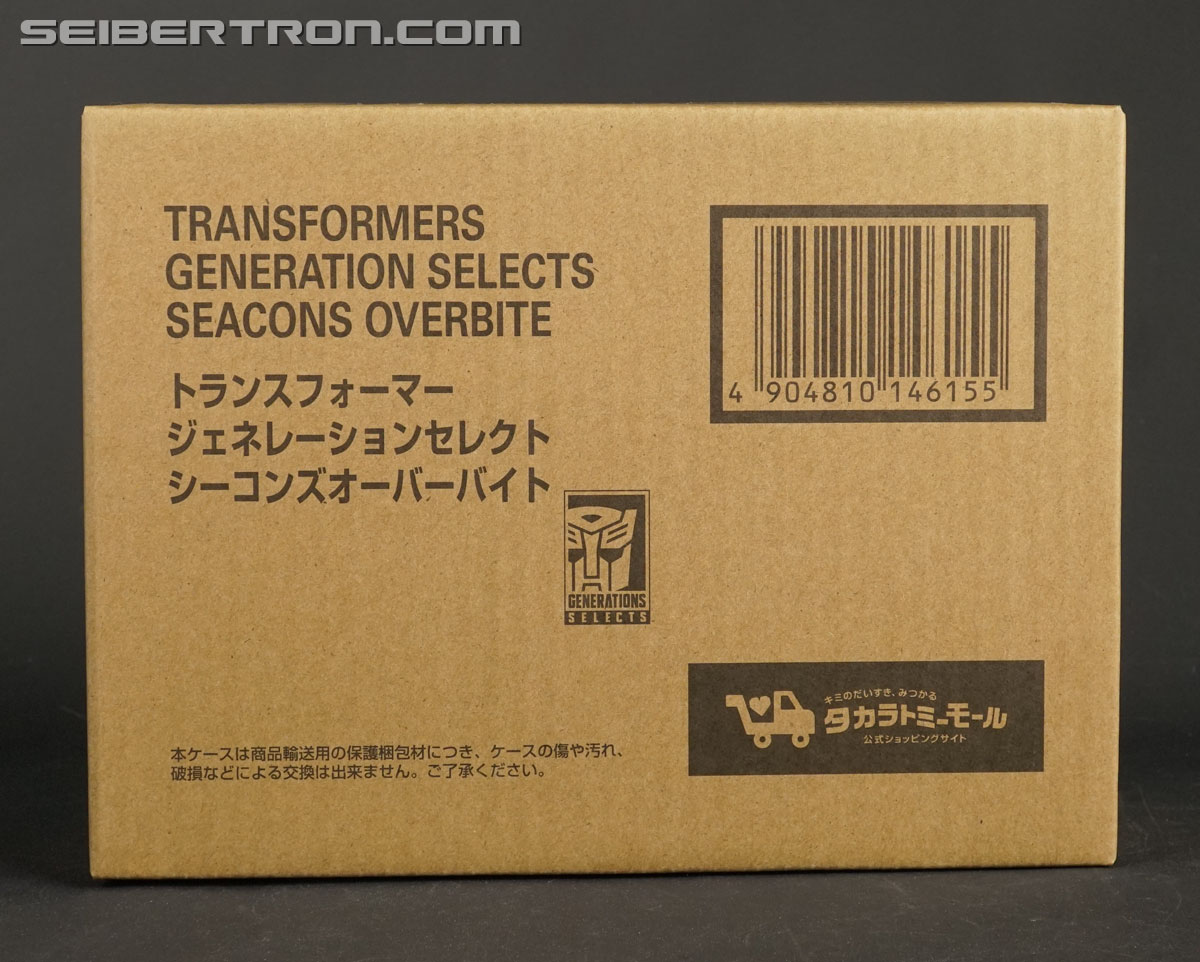 SEIBERTRON.com
TRANSFORMERS
GENERATION SELECTS
SEACONS OVERBITE
トランスフォーマー
ジェネレーションセレクト
シーコンズオーバーバイト
4 904810 146155
GENERATIONS
SELECTS
キミのだいすき、みつかる
タカラトミーモール
公式ショッピングサイト
本ケースは商品輸送用の保護梱包材につき、ケースの傷や汚れ、
破損などによる交換は出来ません。ご了承ください。